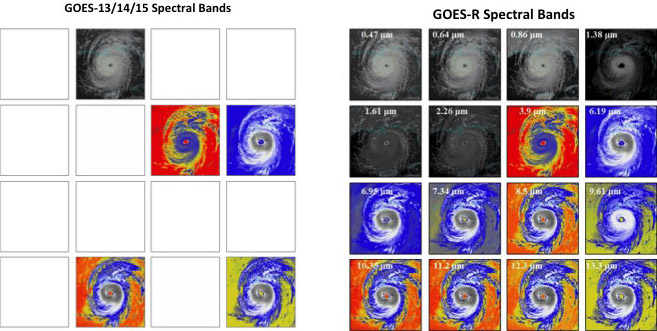 GOES-13/14/15 Spectral Bands
GOES-R Spectral Bands
0.47 μm 0.64 μm 0.86 μm 1.38 μm
1.61 μm 2.26 μm 3.9 μm 6.19 μm
6.95 μm 7.34 μm 8.5 μm 9.61 μm
10.35 μm 11.2 μm 12.3 μm 13.3 μm